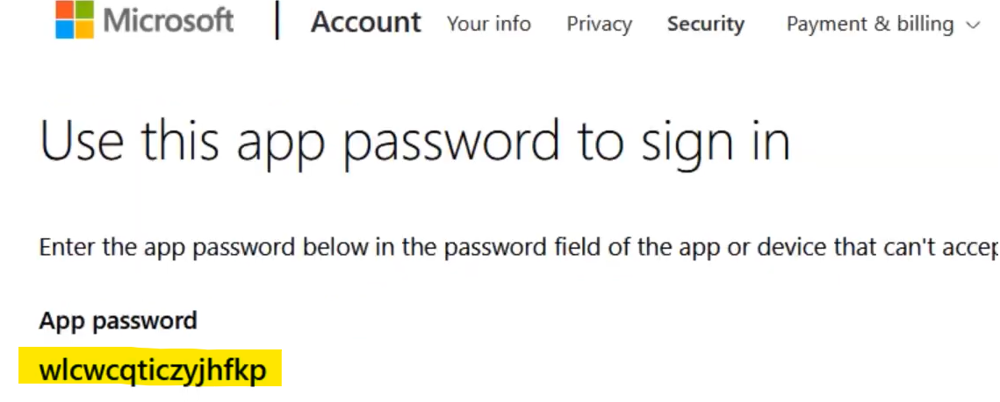 Microsoft | Account Your info Privacy Security Payment & billing
Use this app password to sign in
Enter the app password below in the password field of the app or device that can't accep
App password
wlcwcqticzyjhfkp